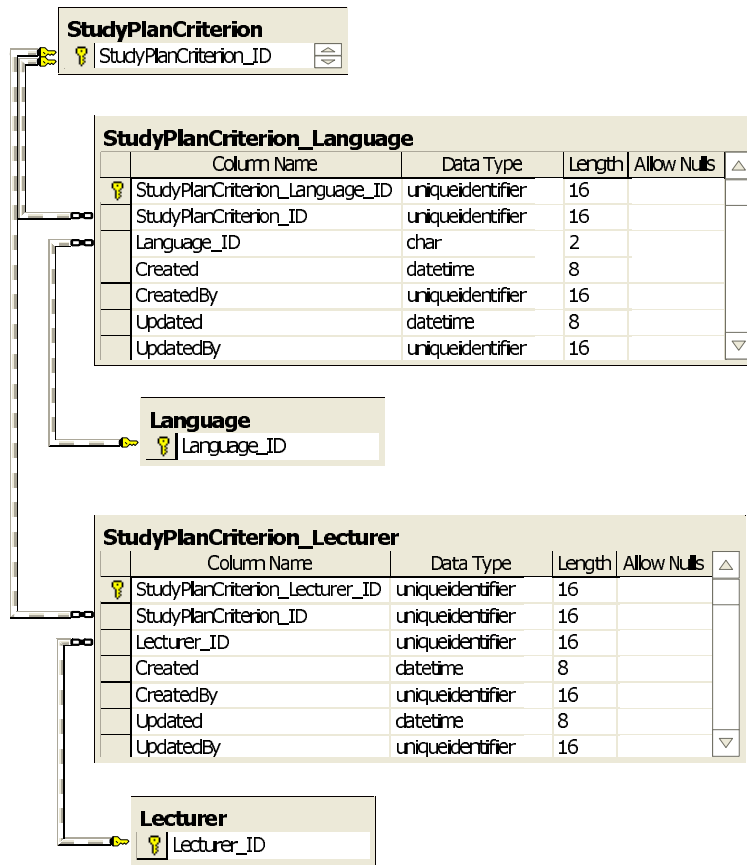 StudyPlanCriterion
StudyPlanCriterion_ID
StudyPlanCriterion_Language
Column Name Data Type Length Allow Nulls
StudyPlanCriterion_Language_ID uniqueidentifier 16
StudyPlanCriterion_ID uniqueidentifier 16
Language_ID char 2
Created datetime 8
CreatedBy uniqueidentifier 16
Updated datetime 8
UpdatedBy uniqueidentifier 16
Language
Language_ID
StudyPlanCriterion_Lecturer
Column Name Data Type Length Allow Nulls
StudyPlanCriterion_Lecturer_ID uniqueidentifier 16
StudyPlanCriterion_ID uniqueidentifier 16
Lecturer_ID uniqueidentifier 16
Created datetime 8
CreatedBy uniqueidentifier 16
Updated datetime 8
UpdatedBy uniqueidentifier 16
Lecturer
Lecturer_ID